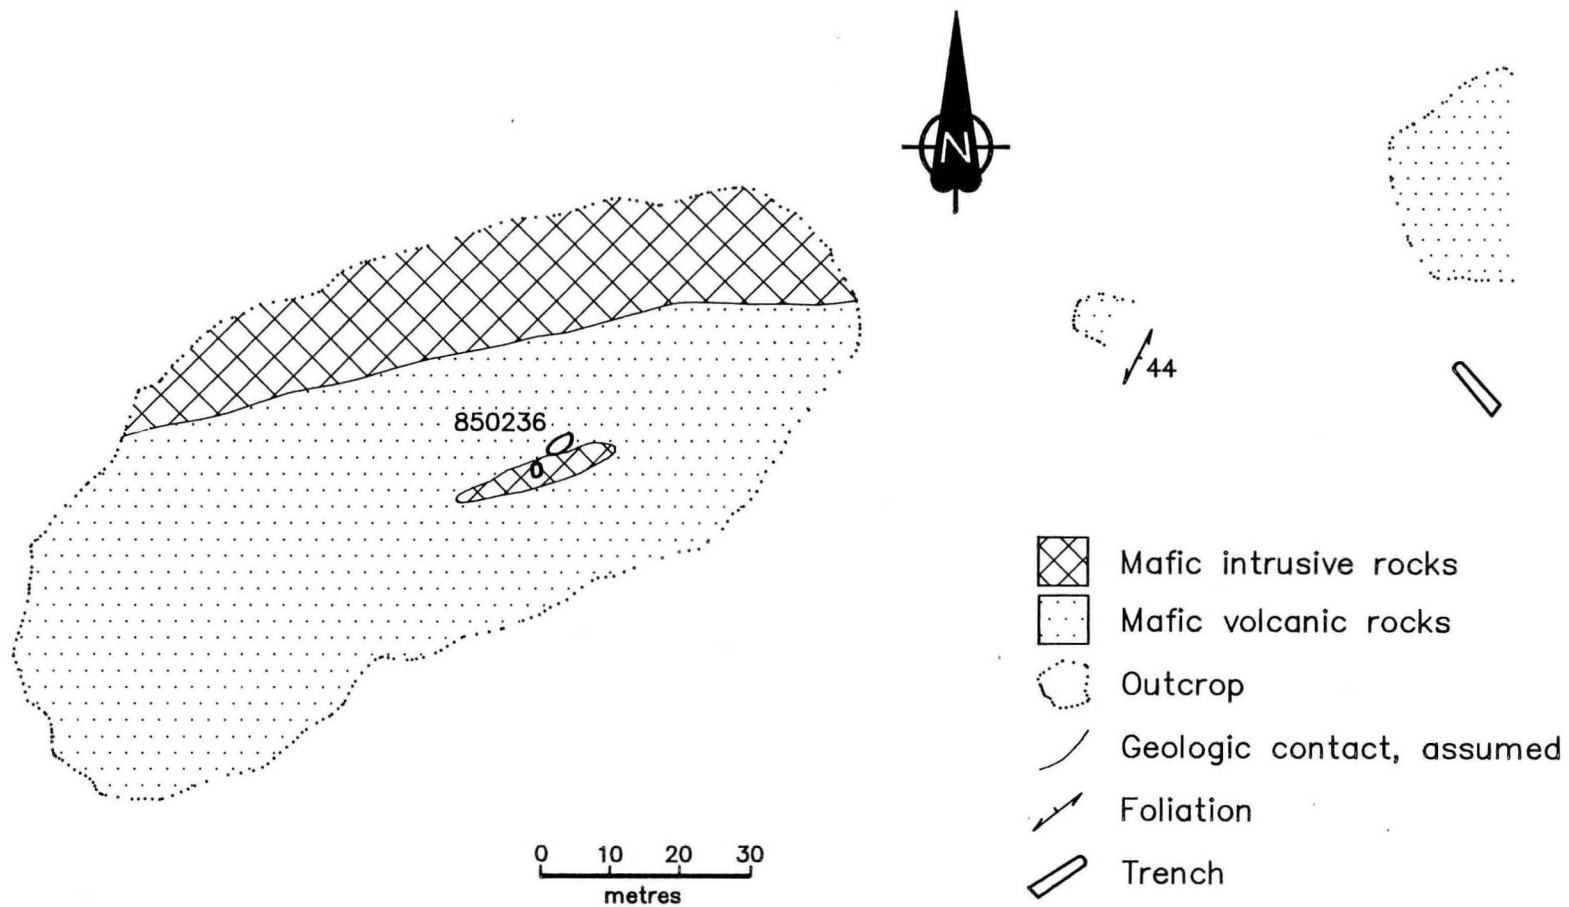 N
44
850236
Mafic intrusive rocks
Mafic volcanic rocks
Outcrop
Geologic contact, assumed
Foliation
Trench
0 10 20 30
metres